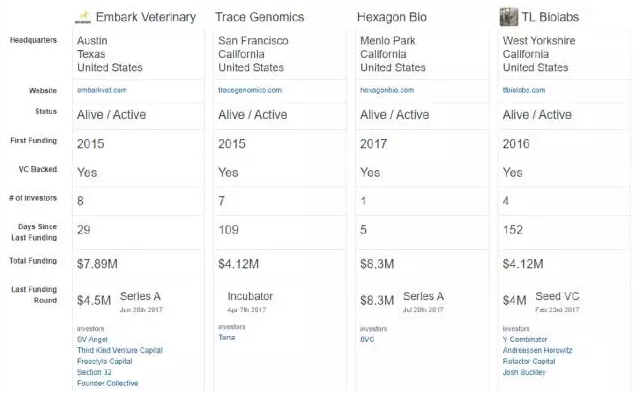 Embark Veterinary Trace Genomics Hexagon Bio TL Biolabs
Headquarters Austin San Francisco Menlo Park West Yorkshire
Texas California California California
United States United States United States United States
Website embarkvet.com tracegenomics.com hexagonbio.com tlbiolabs.com
Status Alive / Active Alive / Active Alive / Active Alive / Active
First Funding 2015 2015 2017 2016
VC Backed Yes Yes Yes Yes
# of Investors 8 7 1 4
Days Since
Last Funding 29 109 5 152
Total Funding $7.89M $4.12M $8.3M $4.12M
Last Funding
Round $4.5M Series A Incubator $8.3M Series A $4M Seed VC
Jun 26th 2017 Apr 7th 2017 Jul 20th 2017 Feb 23rd 2017
Investors Investors Investors Investors
SV Angel Terra 8VC Y Combinator
Third Kind Venture Capital Andreessen Horowitz
Freestyle Capital Refactor Capital
Section 32 Josh Buckley
Founder Collective